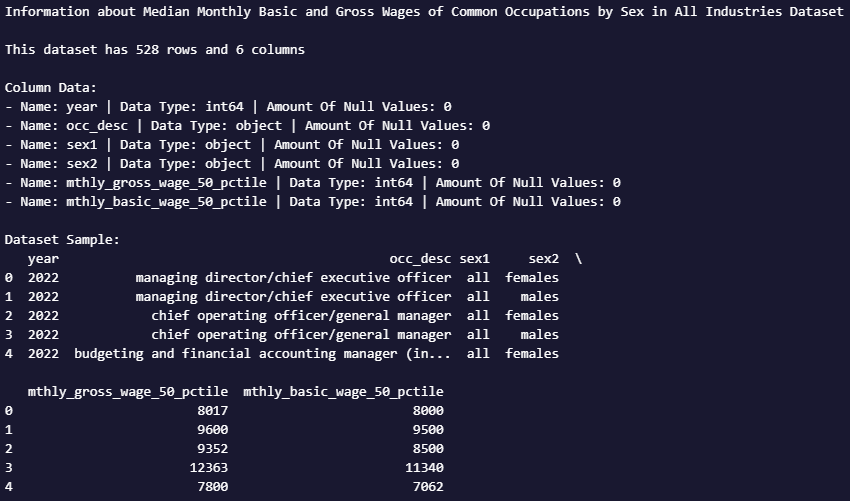 Information about Median Monthly Basic and Gross Wages of Common Occupations by Sex in All Industries Dataset
This dataset has 528 rows and 6 columns
Column Data:
- Name: year | Data Type: int64 | Amount Of Null Values: 0
- Name: occ_desc | Data Type: object | Amount Of Null Values: 0
- Name: sex1 | Data Type: object | Amount Of Null Values: 0
- Name: sex2 | Data Type: object | Amount Of Null Values: 0
- Name: mthly_gross_wage_50_pctile | Data Type: int64 | Amount Of Null Values: 0
- Name: mthly_basic_wage_50_pctile | Data Type: int64 | Amount Of Null Values: 0
Dataset Sample:
year occ_desc sex1 sex2 \
0 2022 managing director/chief executive officer all females
1 2022 managing director/chief executive officer all males
2 2022 chief operating officer/general manager all females
3 2022 chief operating officer/general manager all males
4 2022 budgeting and financial accounting manager (in... all females
mthly_gross_wage_50_pctile mthly_basic_wage_50_pctile
0 8017 8000
1 9600 9500
2 9352 8500
3 12363 11340
4 7800 7062